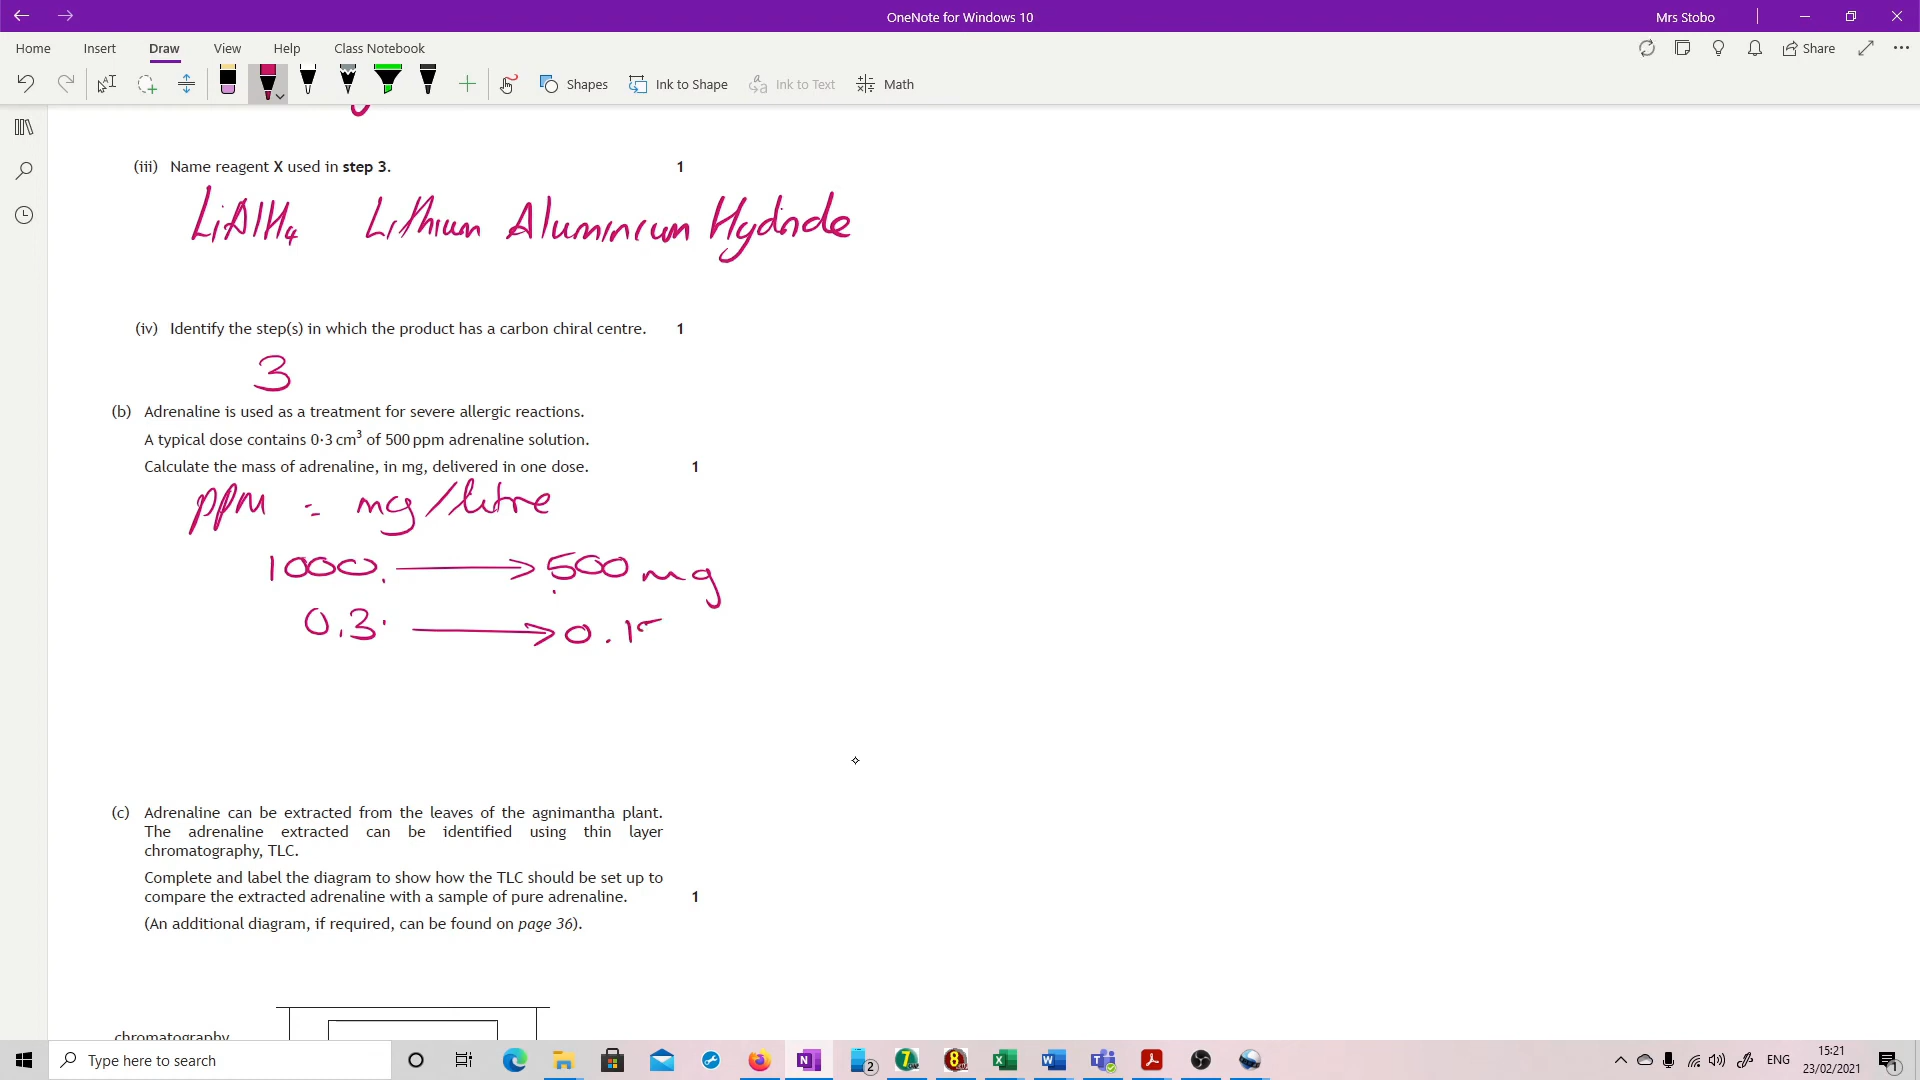 OneNote for Windows 10
Mrs Stobo
Home Insert Draw View Help Class Notebook
Share
Shapes Ink to Shape Ink to Text Math
(iii) Name reagent X used in step 3. 1
LiAlH4 Lithium Aluminium Hydride
(iv) Identify the step(s) in which the product has a carbon chiral centre. 1
3
(b) Adrenaline is used as a treatment for severe allergic reactions.
A typical dose contains 0·3 cm³ of 500 ppm adrenaline solution.
Calculate the mass of adrenaline, in mg, delivered in one dose. 1
ppm = mg/litre
1000 → 500 mg
0.3 → 0.15
(c) Adrenaline can be extracted from the leaves of the agnimantha plant.
The adrenaline extracted can be identified using thin layer
chromatography, TLC.
Complete and label the diagram to show how the TLC should be set up to
compare the extracted adrenaline with a sample of pure adrenaline. 1
(An additional diagram, if required, can be found on page 36).
chromatography
Type here to search
ENG
15:21
23/02/2021